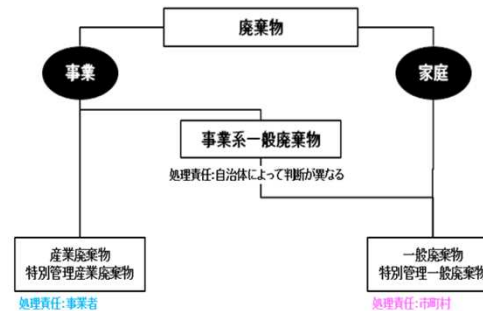 廃棄物
事業
家庭
事業系一般廃棄物
処理責任:自治体によって判断が異なる
産業廃棄物
特別管理産業廃棄物
処理責任:事業者
一般廃棄物
特別管理一般廃棄物
処理責任:市町村